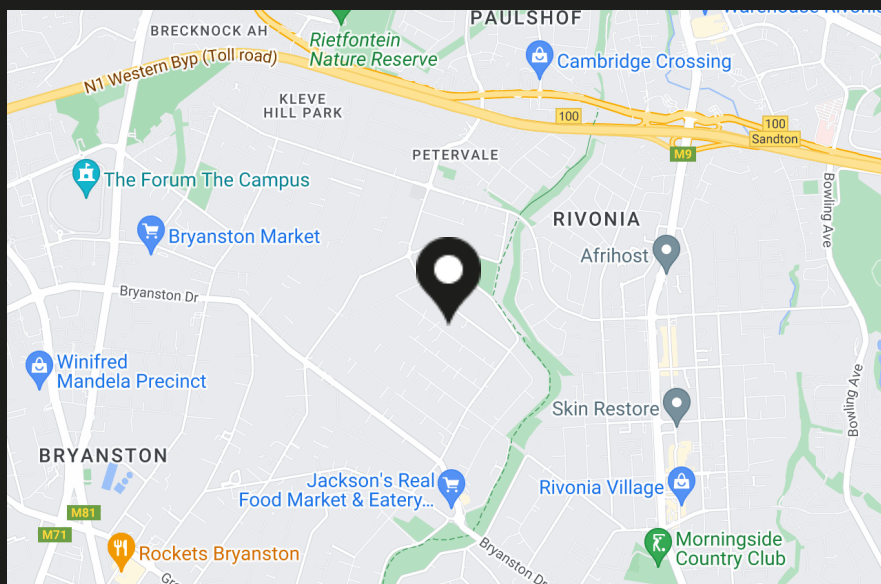 PAULSHOF
BRECKNOCK AH
Rietfontein
Nature Reserve
Cambridge Crossing
N1 Western Byp (Toll road)
KLEVE
HILL PARK
100
100
Sandton
M9
PETERVALE
The Forum The Campus
Bowling Ave
RIVONIA
Bryanston Market
Afrihost
Bryanston Dr
Winifred
Mandela Precinct
Bowling Ave
Skin Restore
BRYANSTON
Jackson's Real
Food Market & Eatery...
Rivonia Village
M81
M71
Rockets Bryanston
Morningside
Country Club
Bryanston Dr